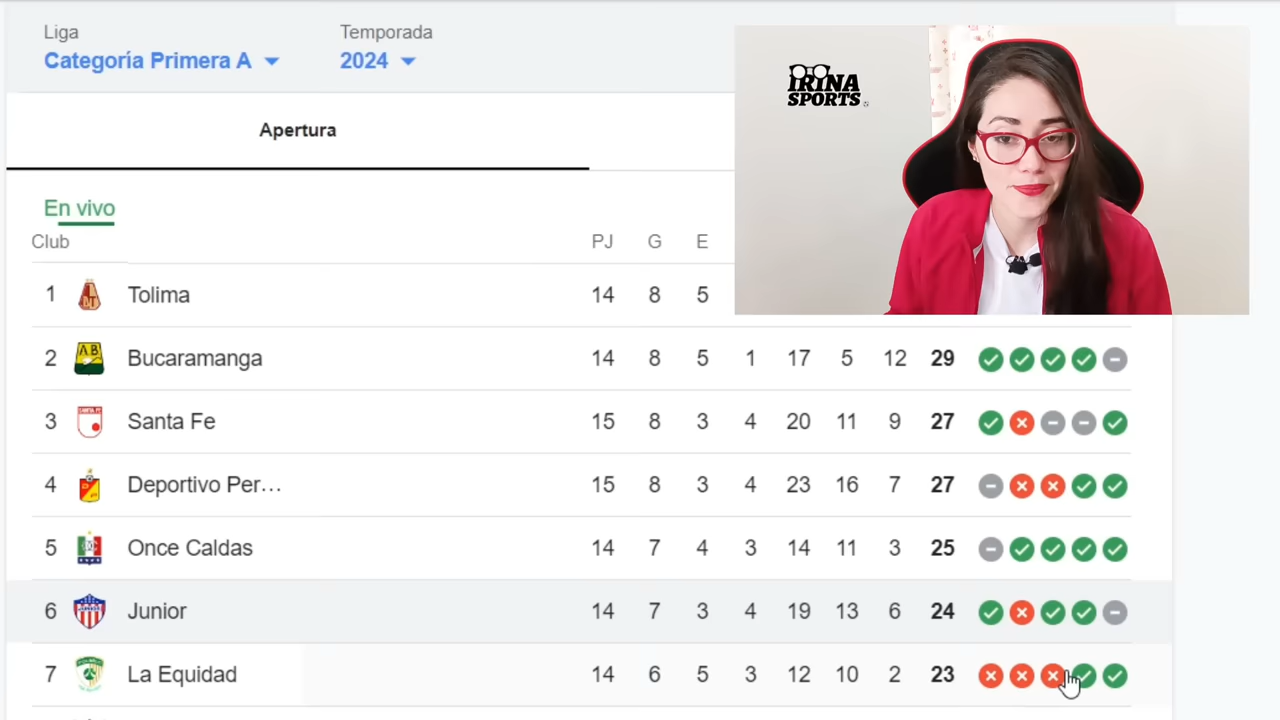 Liga
Temporada
Categoría Primera A
2024
IRINA
SPORTS
Apertura
En vivo
Club PJ G E
1 Tolima 14 8 5
2 Bucaramanga 14 8 5 1 17 5 12 29
3 Santa Fe 15 8 3 4 20 11 9 27
4 Deportivo Per... 15 8 3 4 23 16 7 27
5 Once Caldas 14 7 4 3 14 11 3 25
6 Junior 14 7 3 4 19 13 6 24
7 La Equidad 14 6 5 3 12 10 2 23